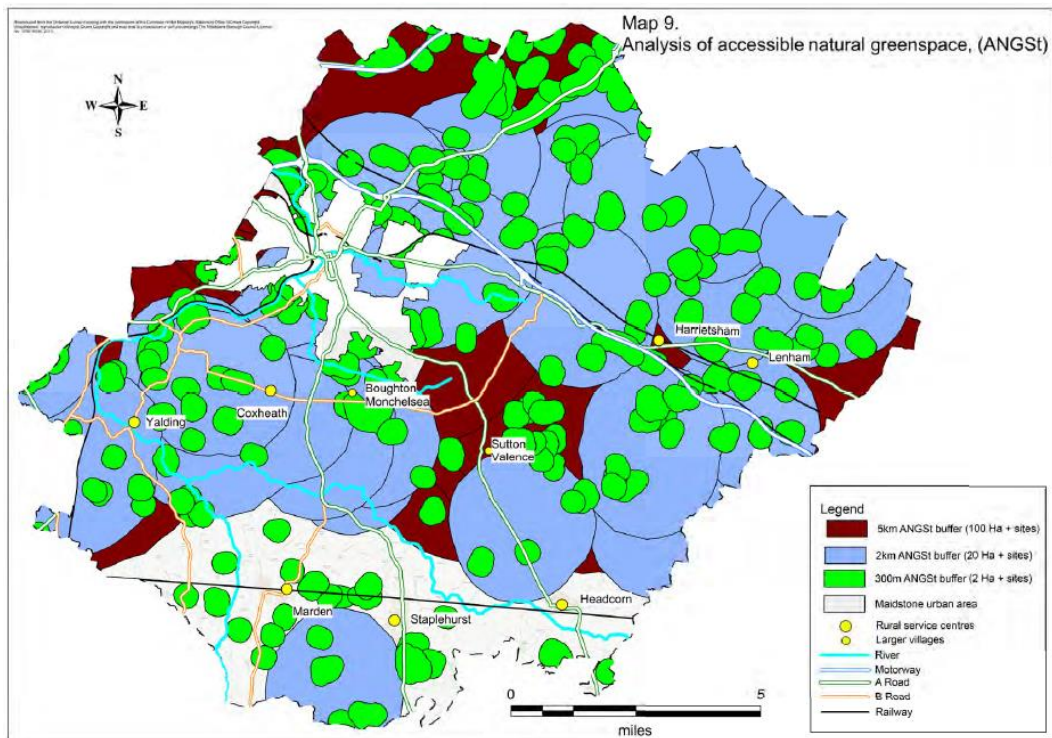 Map 9.
Analysis of accessible natural greenspace, (ANGSt)
N
W E
S
Harrietsham
Lenham
Boughton
Monchelsea
Coxheath
Yalding
Sutton
Valence
Headcorn
Marden
Staplehurst
Legend
5km ANGSt buffer (100 Ha + sites)
2km ANGSt buffer (20 Ha + sites)
300m ANGSt buffer (2 Ha + sites)
Maidstone urban area
Rural service centres
Larger villages
River
Motorway
A Road
B Road
Railway
0 5
miles